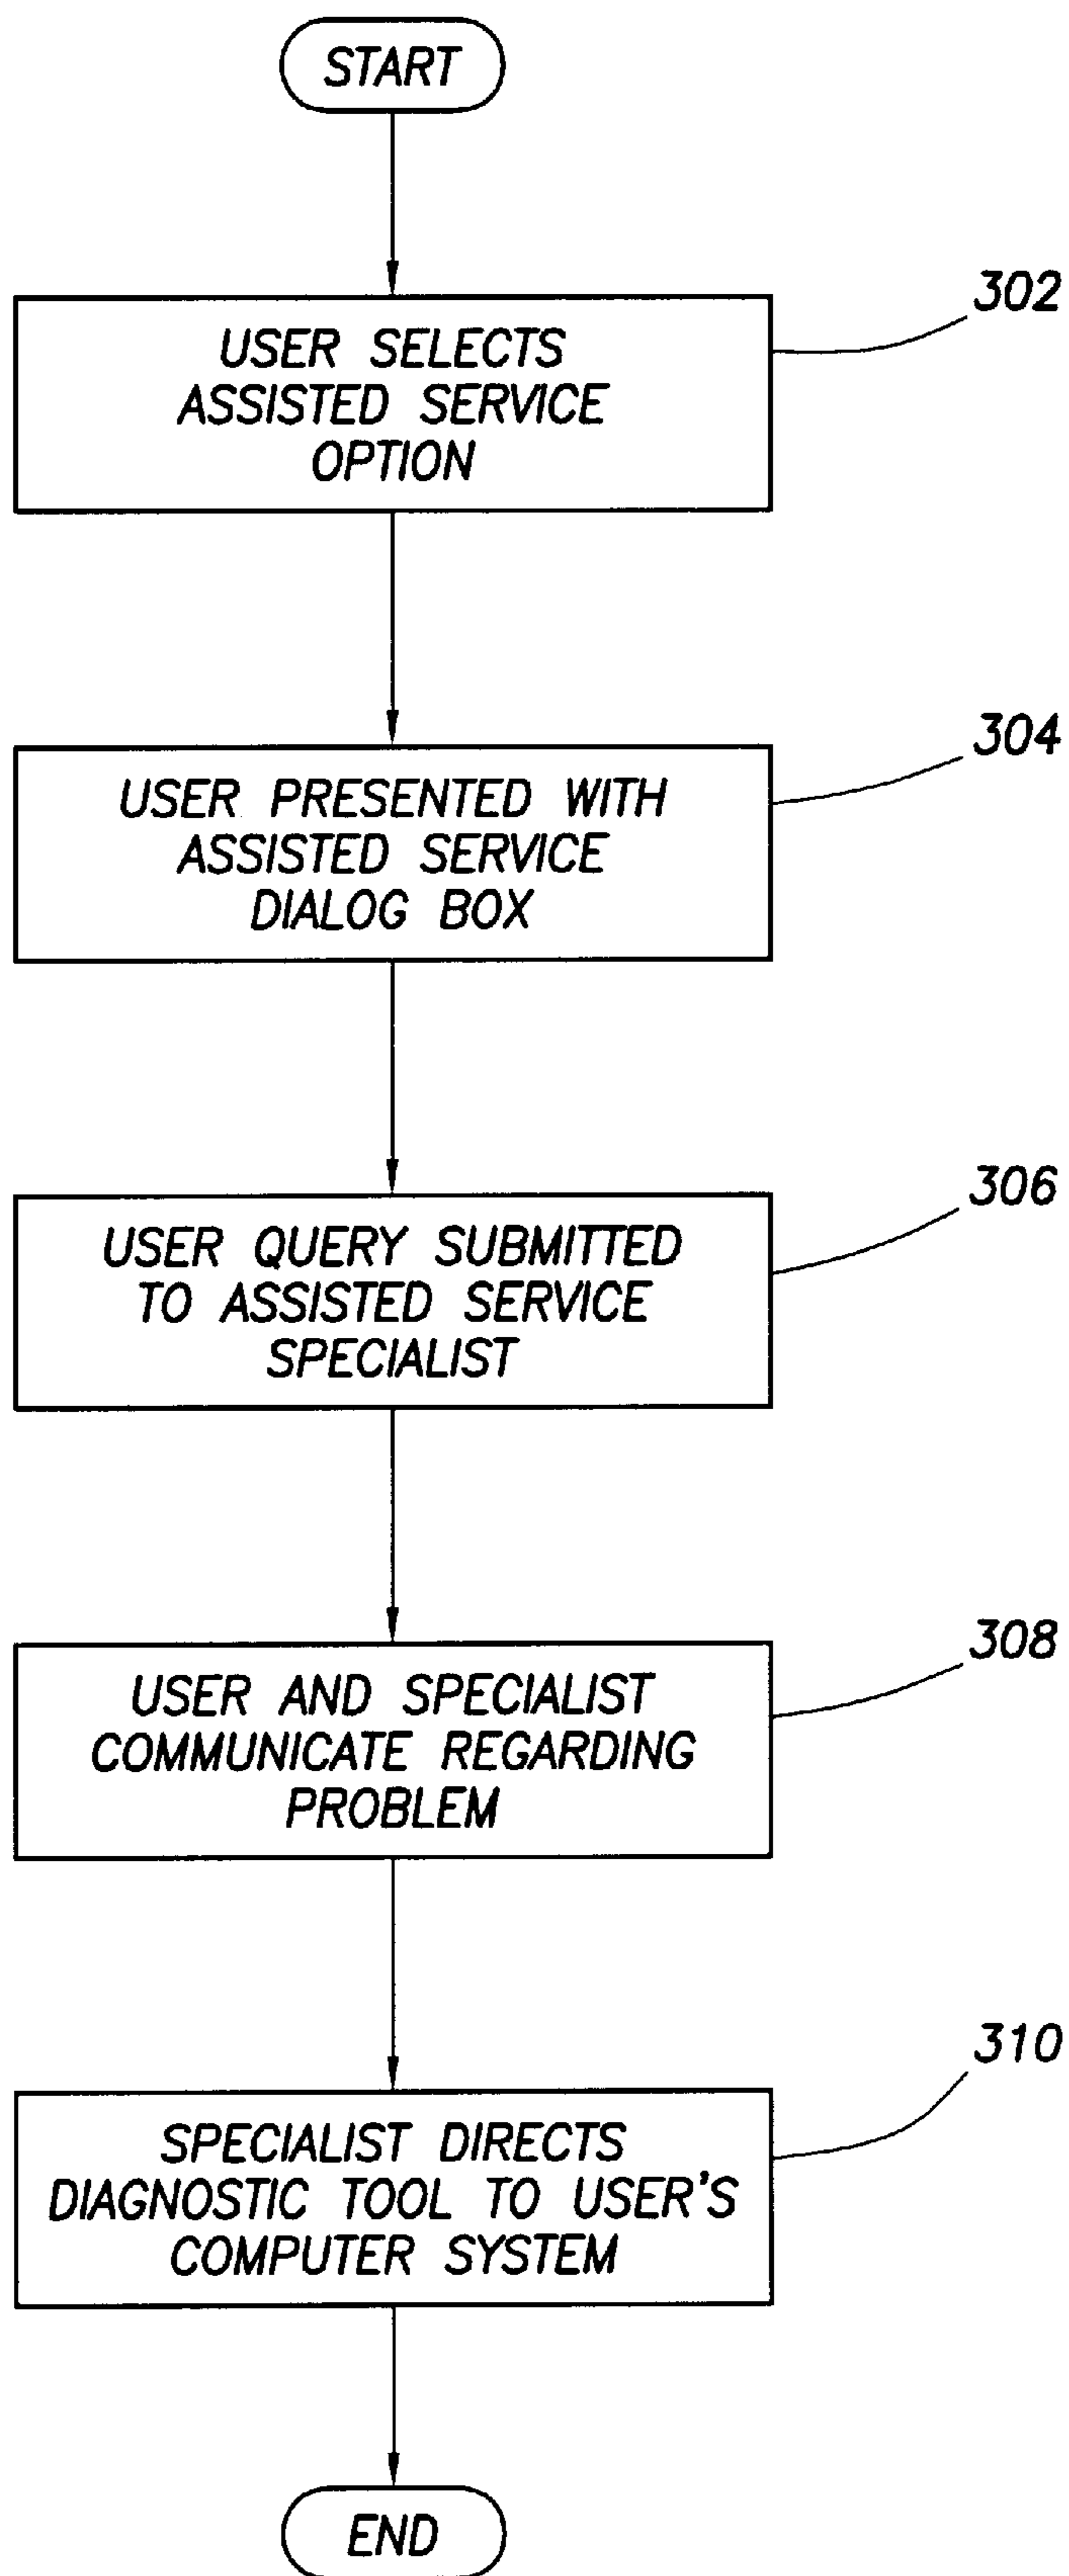 START
302
USER SELECTS
ASSISTED SERVICE
OPTION
304
USER PRESENTED WITH
ASSISTED SERVICE
DIALOG BOX
306
USER QUERY SUBMITTED
TO ASSISTED SERVICE
SPECIALIST
308
USER AND SPECIALIST
COMMUNICATE REGARDING
PROBLEM
310
SPECIALIST DIRECTS
DIAGNOSTIC TOOL TO USER'S
COMPUTER SYSTEM
END